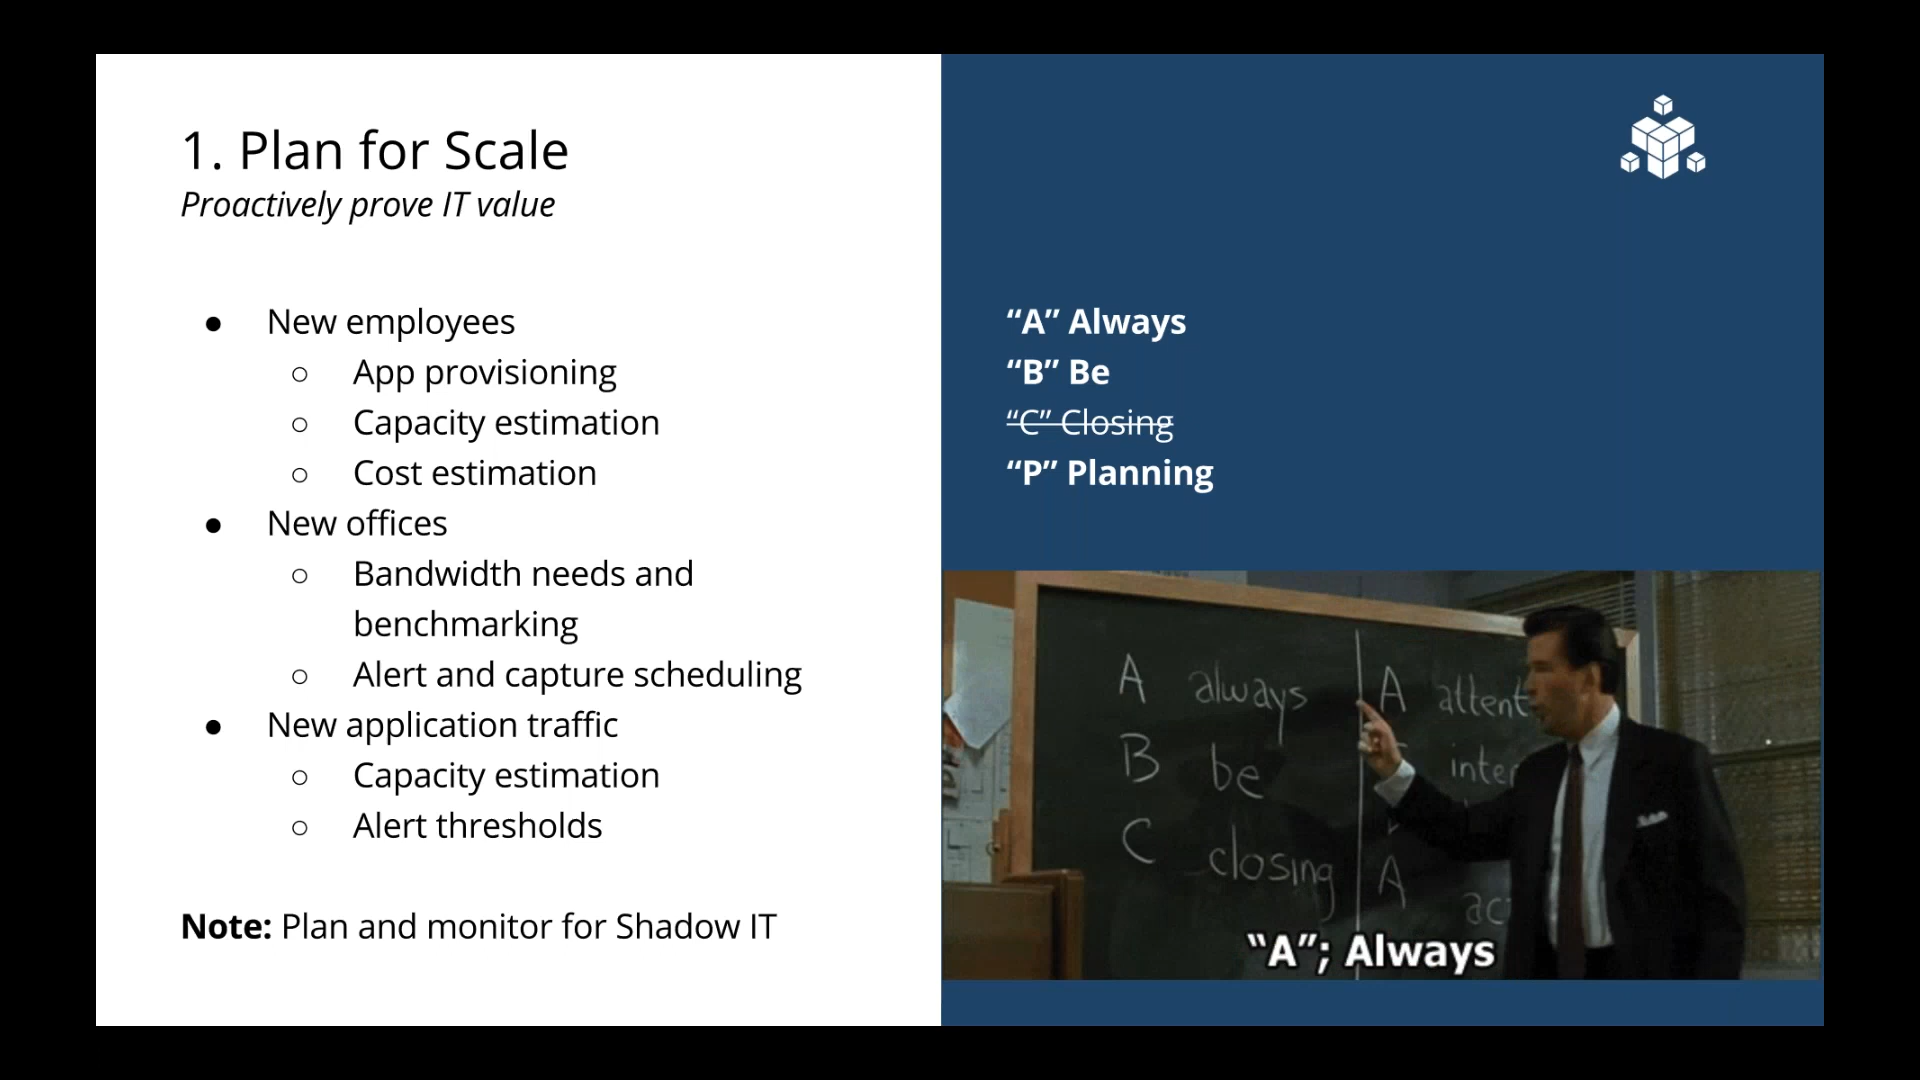 1. Plan for Scale
Proactively prove IT value
● New employees
○ App provisioning
○ Capacity estimation
○ Cost estimation
● New offices
○ Bandwidth needs and
benchmarking
○ Alert and capture scheduling
● New application traffic
○ Capacity estimation
○ Alert thresholds
Note: Plan and monitor for Shadow IT
“A” Always
“B” Be
“C” Closing
“P” Planning
A always
B be
C closing
A attent
inter
A
ac
“A”; Always